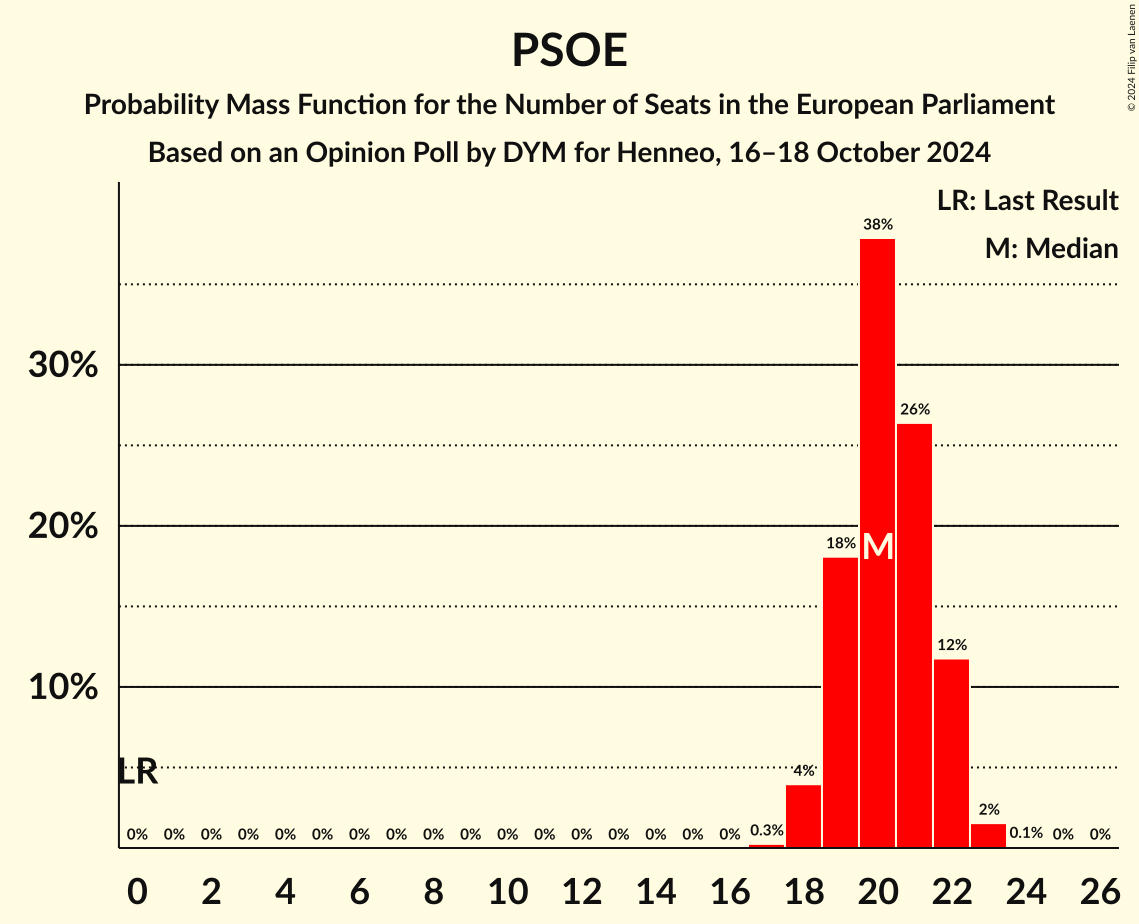 PSOE
Probability Mass Function for the Number of Seats in the European Parliament
Based on an Opinion Poll by DYM for Henneo, 16–18 October 2024
© 2024 Filip van Laenen
LR: Last Result
M: Median
38%
30%
26%
20%
18%
M
12%
10%
LR
4%
2%
0% 0% 0% 0% 0% 0% 0% 0% 0% 0% 0% 0% 0% 0% 0% 0% 0% 0.3% 0.1% 0% 0%
0 2 4 6 8 10 12 14 16 18 20 22 24 26